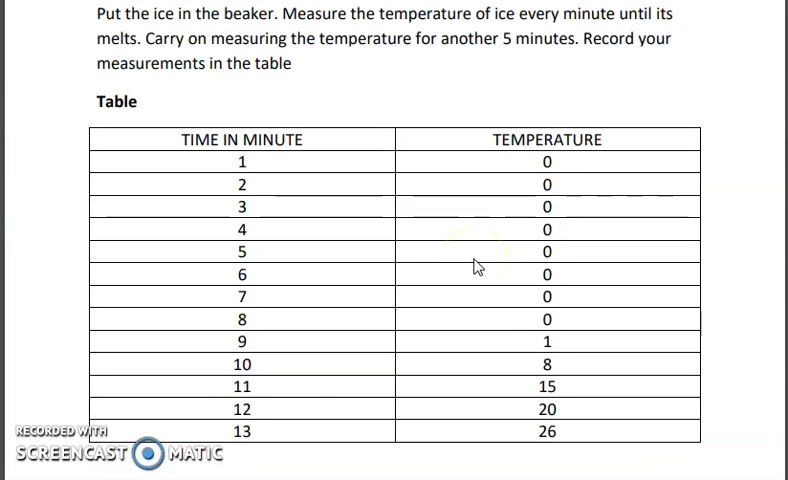 Put the ice in the beaker. Measure the temperature of ice every minute until its
melts. Carry on measuring the temperature for another 5 minutes. Record your
measurements in the table
Table
TIME IN MINUTE TEMPERATURE
1 0
2 0
3 0
4 0
5 0
6 0
7 0
8 0
9 1
10 8
11 15
12 20
13 26
RECORDED WITH
SCREENCAST MATIC